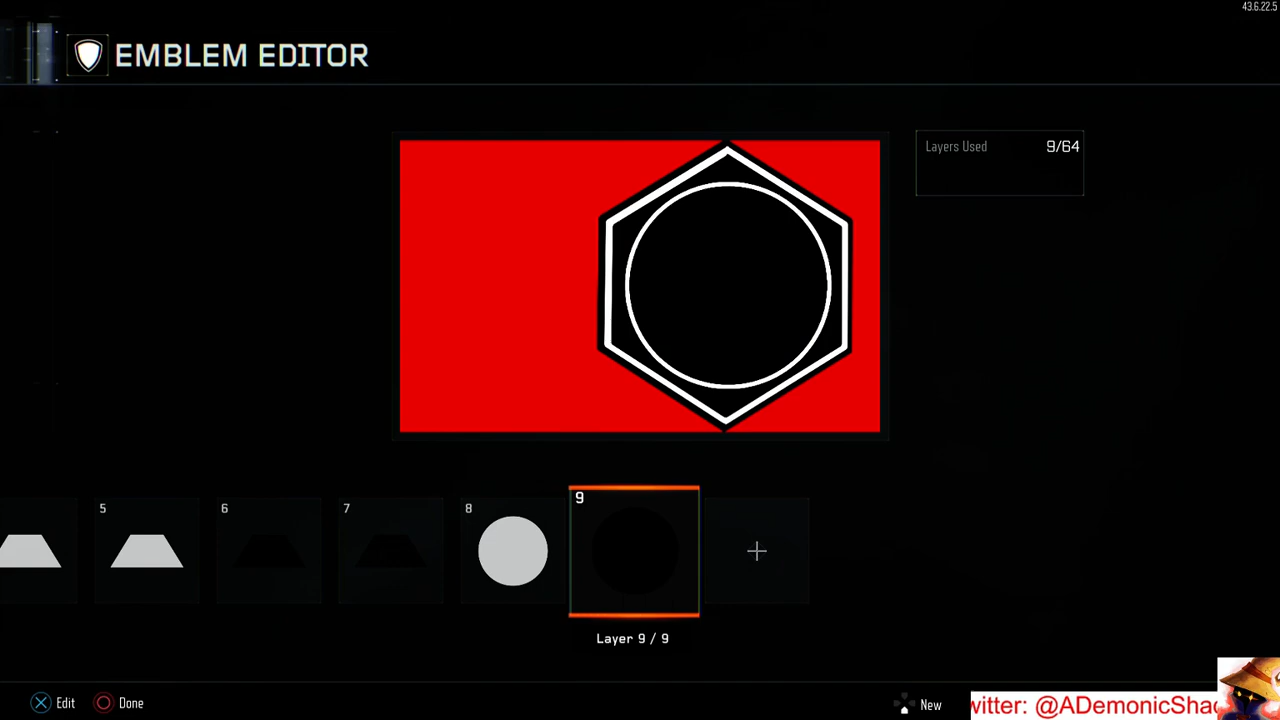 43.6.22.5
EMBLEM EDITOR
Layers Used 9/64
5 6 7 8 9
Layer 9 / 9
Edit Done New
witter: @ADemonicShad